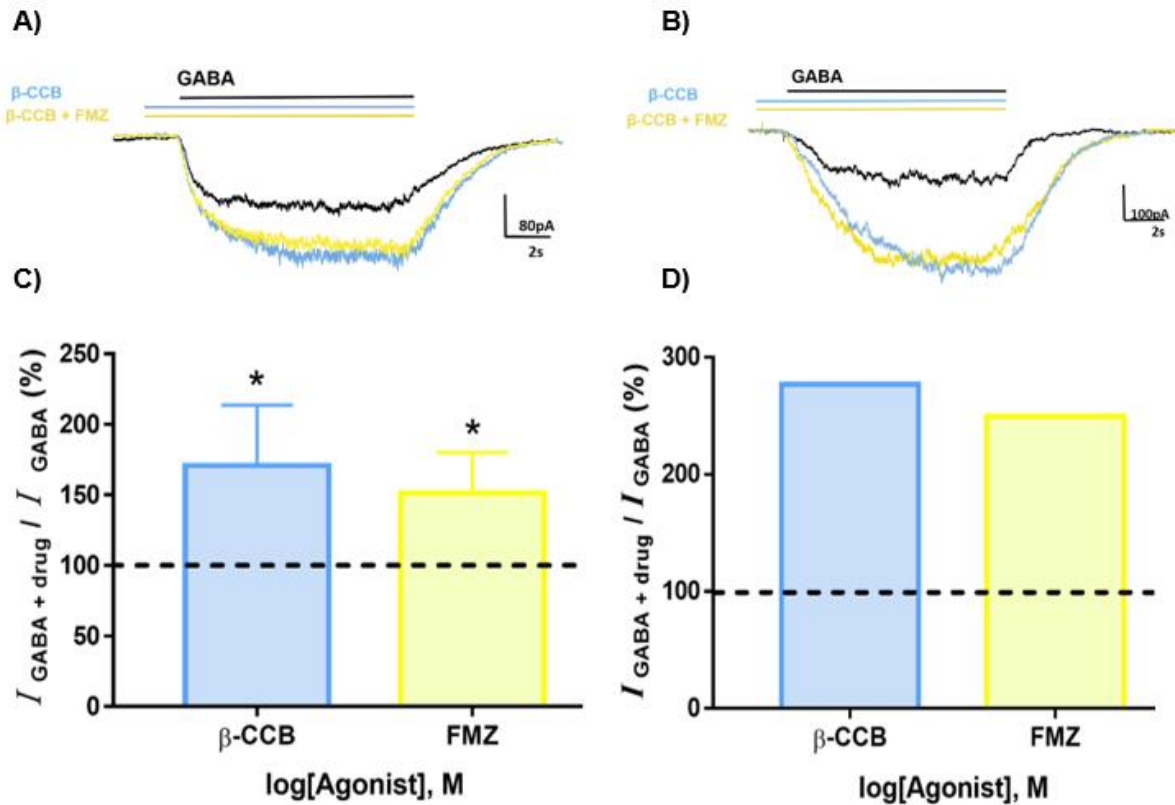 A)
GABA
β-CCB
β-CCB + FMZ
80pA
2s
B)
GABA
β-CCB
β-CCB + FMZ
100pA
2s
C)
I GABA + drug / I GABA (%)
250
200
150
100
50
0
* *
β-CCB FMZ
log[Agonist], M
D)
I GABA + drug / I GABA (%)
300
200
100
0
β-CCB FMZ
log[Agonist], M